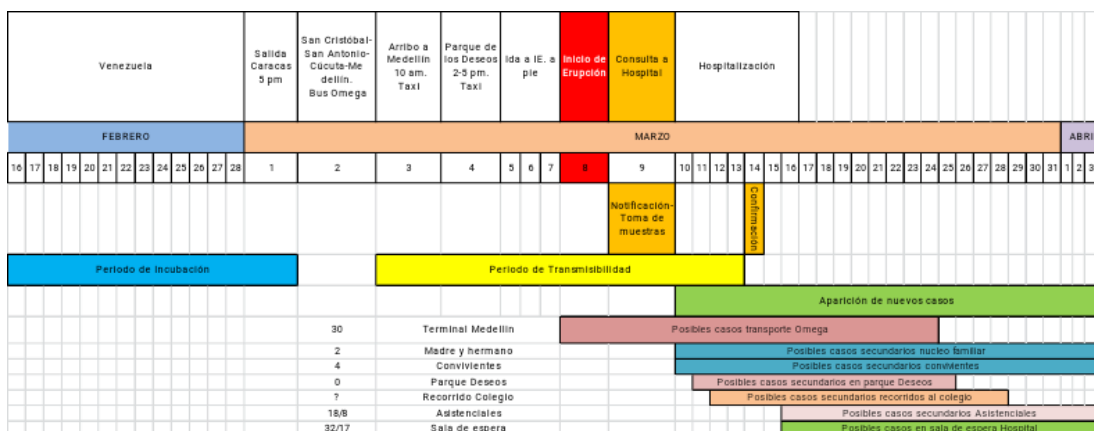 Venezuela
Salida
Caracas
5 pm
San Cristóbal-
San Antonio-
Cúcuta-Me
dellín.
Bus Omega
Arribo a
Medellin
10 am.
Taxi
Parque de
los Deseos
2-5 pm.
Taxi
Ida a IE. a
pie
Inicio de
Erupción
Consulta a
Hospital
Hospitalización
FEBRERO MARZO ABRI
16 17 18 19 20 21 22 23 24 25 26 27 28 1 2 3 4 5 6 7 8 9 10 11 12 13 14 15 16 17 18 19 20 21 22 23 24 25 26 27 28 29 30 31 1 2 3
Notificación-
Toma de
muestras
Confirmación
Periodo de Incubación Periodo de Transmisibilidad
Aparición de nuevos casos
30 Terminal Medellin Posibles casos transporte Omega
2 Madre y hermano Posibles casos secundarios nucleo familiar
4 Convivientes Posibles casos secundarios convivientes
0 Parque Deseos Posibles casos secundarios en parque Deseos
? Recorrido Colegio Posibles casos secundarios recorridos al colegio
18/8 Asistenciales Posibles casos secundarios Asistenciales
32/17 Sala de espera Posibles casos en sala de espera Hospital